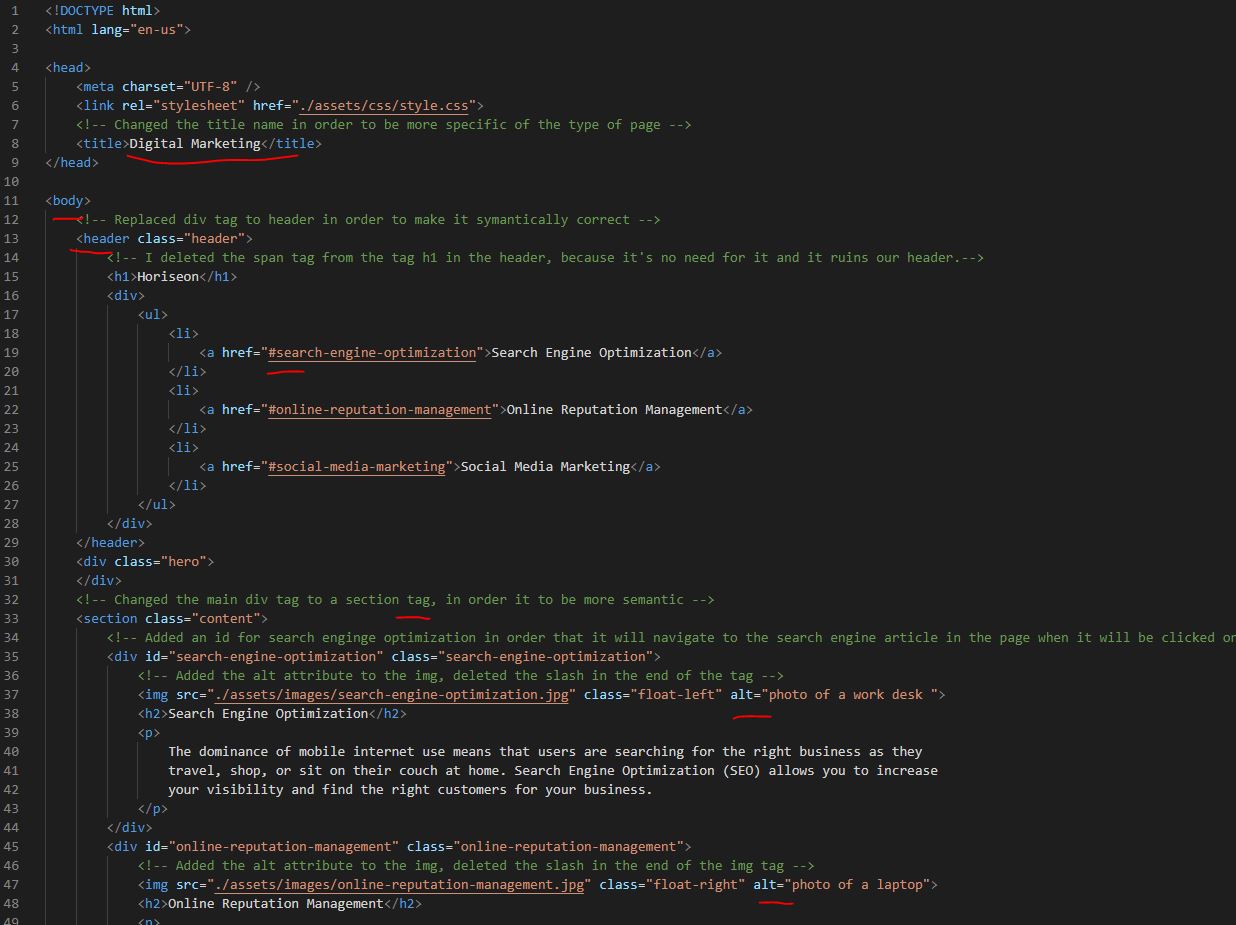 1 <!DOCTYPE html>
2 <html lang="en-us">
3
4 <head>
5 <meta charset="UTF-8" />
6 <link rel="stylesheet" href="./assets/css/style.css">
7 <!-- Changed the title name in order to be more specific of the type of page -->
8 <title>Digital Marketing</title>
9 </head>
10
11 <body>
12 <!-- Replaced div tag to header in order to make it symantically correct -->
13 <header class="header">
14 <!-- I deleted the span tag from the tag h1 in the header, because it's no need for it and it ruins our header.-->
15 <h1>Horiseon</h1>
16 <div>
17 <ul>
18 <li>
19 <a href="#search-engine-optimization">Search Engine Optimization</a>
20 </li>
21 <li>
22 <a href="#online-reputation-management">Online Reputation Management</a>
23 </li>
24 <li>
25 <a href="#social-media-marketing">Social Media Marketing</a>
26 </li>
27 </ul>
28 </div>
29 </header>
30 <div class="hero">
31 </div>
32 <!-- Changed the main div tag to a section tag, in order it to be more semantic -->
33 <section class="content">
34 <!-- Added an id for search enginge optimization in order that it will navigate to the search engine article in the page when it will be clicked on
35 <div id="search-engine-optimization" class="search-engine-optimization">
36 <!-- Added the alt attribute to the img, deleted the slash in the end of the tag -->
37 <img src="./assets/images/search-engine-optimization.jpg" class="float-left" alt="photo of a work desk ">
38 <h2>Search Engine Optimization</h2>
39 <p>
40 The dominance of mobile internet use means that users are searching for the right business as they
41 travel, shop, or sit on their couch at home. Search Engine Optimization (SEO) allows you to increase
42 your visibility and find the right customers for your business.
43 </p>
44 </div>
45 <div id="online-reputation-management" class="online-reputation-management">
46 <!-- Added the alt attribute to the img, deleted the slash in the end of the img tag -->
47 <img src="./assets/images/online-reputation-management.jpg" class="float-right" alt="photo of a laptop">
48 <h2>Online Reputation Management</h2>
49 <p>